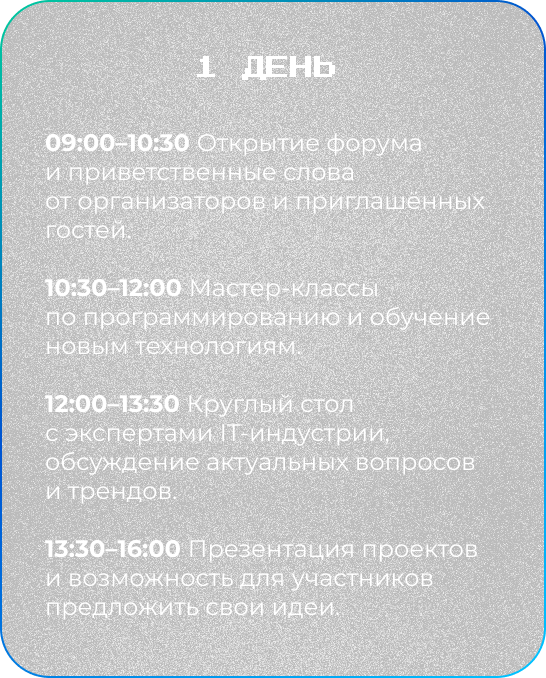 1 ДЕНЬ
09:00–10:30 Открытие форума
и приветственные слова
от организаторов и приглашённых
гостей.
10:30–12:00 Мастер-классы
по программированию и обучение
новым технологиям.
12:00–13:30 Круглый стол
с экспертами IT-индустрии,
обсуждение актуальных вопросов
и трендов.
13:30–16:00 Презентация проектов
и возможность для участников
предложить свои идеи.